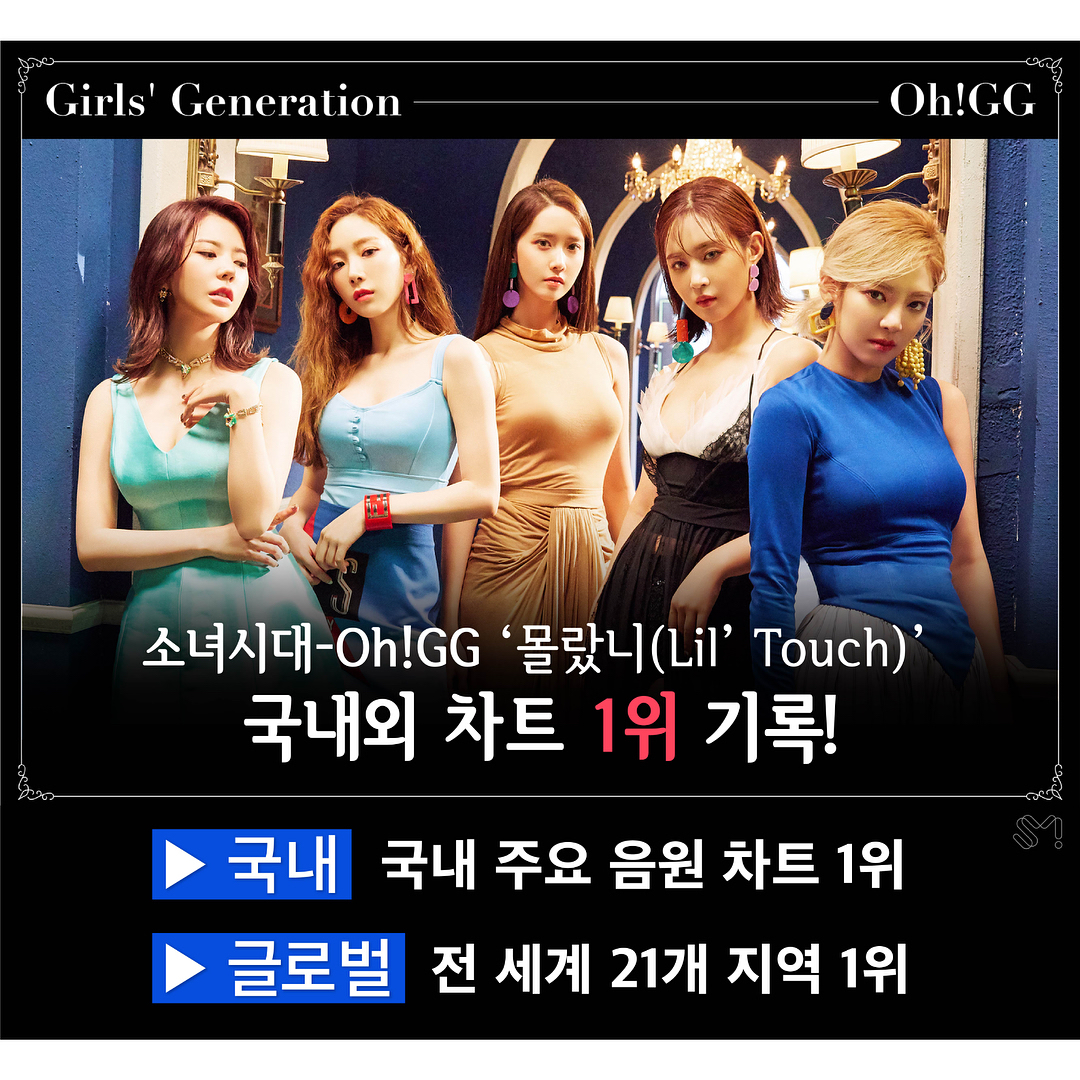 Girls' Generation Oh!GG
소녀시대-Oh!GG ‘몰랐니(Lil’ Touch)’
국내외 차트 1위 기록!
▶ 국내 국내 주요 음원 차트 1위
▶ 글로벌 전 세계 21개 지역 1위
SM!